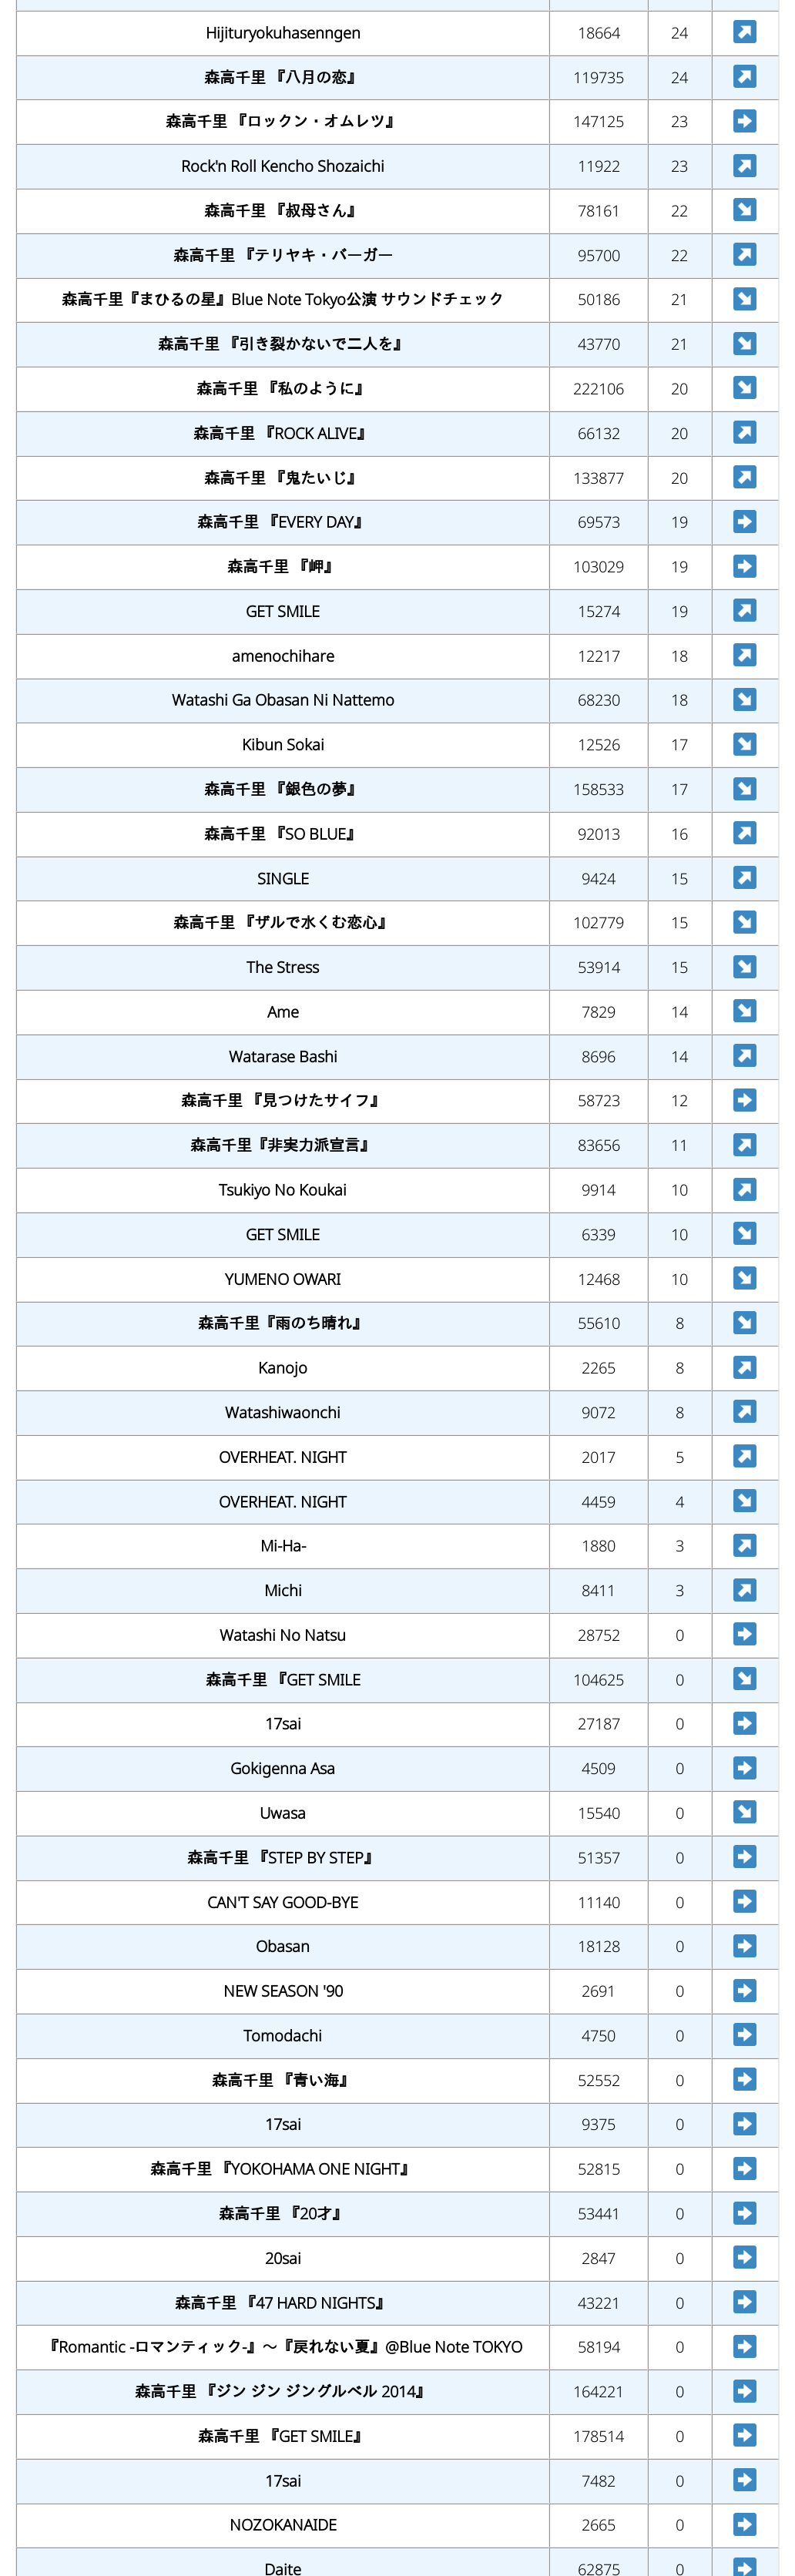 Hijituryokuhasenngen 18664 24
森高千里 『八月の恋』 119735 24
森高千里 『ロックン・オムレツ』 147125 23
Rock'n Roll Kencho Shozaichi 11922 23
森高千里 『叔母さん』 78161 22
森高千里 『テリヤキ・バーガー 95700 22
森高千里『まひるの星』Blue Note Tokyo公演 サウンドチェック 50186 21
森高千里 『引き裂かないで二人を』 43770 21
森高千里 『私のように』 222106 20
森高千里 『ROCK ALIVE』 66132 20
森高千里 『鬼たいじ』 133877 20
森高千里 『EVERY DAY』 69573 19
森高千里 『岬』 103029 19
GET SMILE 15274 19
amenochihare 12217 18
Watashi Ga Obasan Ni Nattemo 68230 18
Kibun Sokai 12526 17
森高千里 『銀色の夢』 158533 17
森高千里 『SO BLUE』 92013 16
SINGLE 9424 15
森高千里 『ザルで水くむ恋心』 102779 15
The Stress 53914 15
Ame 7829 14
Watarase Bashi 8696 14
森高千里 『見つけたサイフ』 58723 12
森高千里『非実力派宣言』 83656 11
Tsukiyo No Koukai 9914 10
GET SMILE 6339 10
YUMENO OWARI 12468 10
森高千里『雨のち晴れ』 55610 8
Kanojo 2265 8
Watashiwaonchi 9072 8
OVERHEAT. NIGHT 2017 5
OVERHEAT. NIGHT 4459 4
Mi-Ha- 1880 3
Michi 8411 3
Watashi No Natsu 28752 0
森高千里 『GET SMILE 104625 0
17sai 27187 0
Gokigenna Asa 4509 0
Uwasa 15540 0
森高千里 『STEP BY STEP』 51357 0
CAN'T SAY GOOD-BYE 11140 0
Obasan 18128 0
NEW SEASON '90 2691 0
Tomodachi 4750 0
森高千里 『青い海』 52552 0
17sai 9375 0
森高千里 『YOKOHAMA ONE NIGHT』 52815 0
森高千里 『20才』 53441 0
20sai 2847 0
森高千里 『47 HARD NIGHTS』 43221 0
『Romantic -ロマンティック-』～『戻れない夏』@Blue Note TOKYO 58194 0
森高千里 『ジン ジン ジングルベル 2014』 164221 0
森高千里 『GET SMILE』 178514 0
17sai 7482 0
NOZOKANAIDE 2665 0
Daite 62875 0